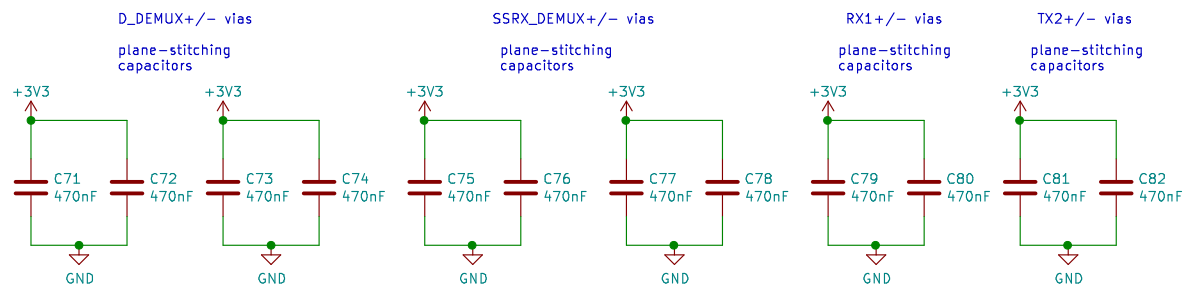 D_DEMUX+/- vias
plane-stitching
capacitors
SSRX_DEMUX+/- vias
plane-stitching
capacitors
RX1+/- vias
plane-stitching
capacitors
TX2+/- vias
plane-stitching
capacitors
+3V3
+3V3
+3V3
+3V3
+3V3
+3V3
C71
470nF
C72
470nF
C73
470nF
C74
470nF
C75
470nF
C76
470nF
C77
470nF
C78
470nF
C79
470nF
C80
470nF
C81
470nF
C82
470nF
GND
GND
GND
GND
GND
GND